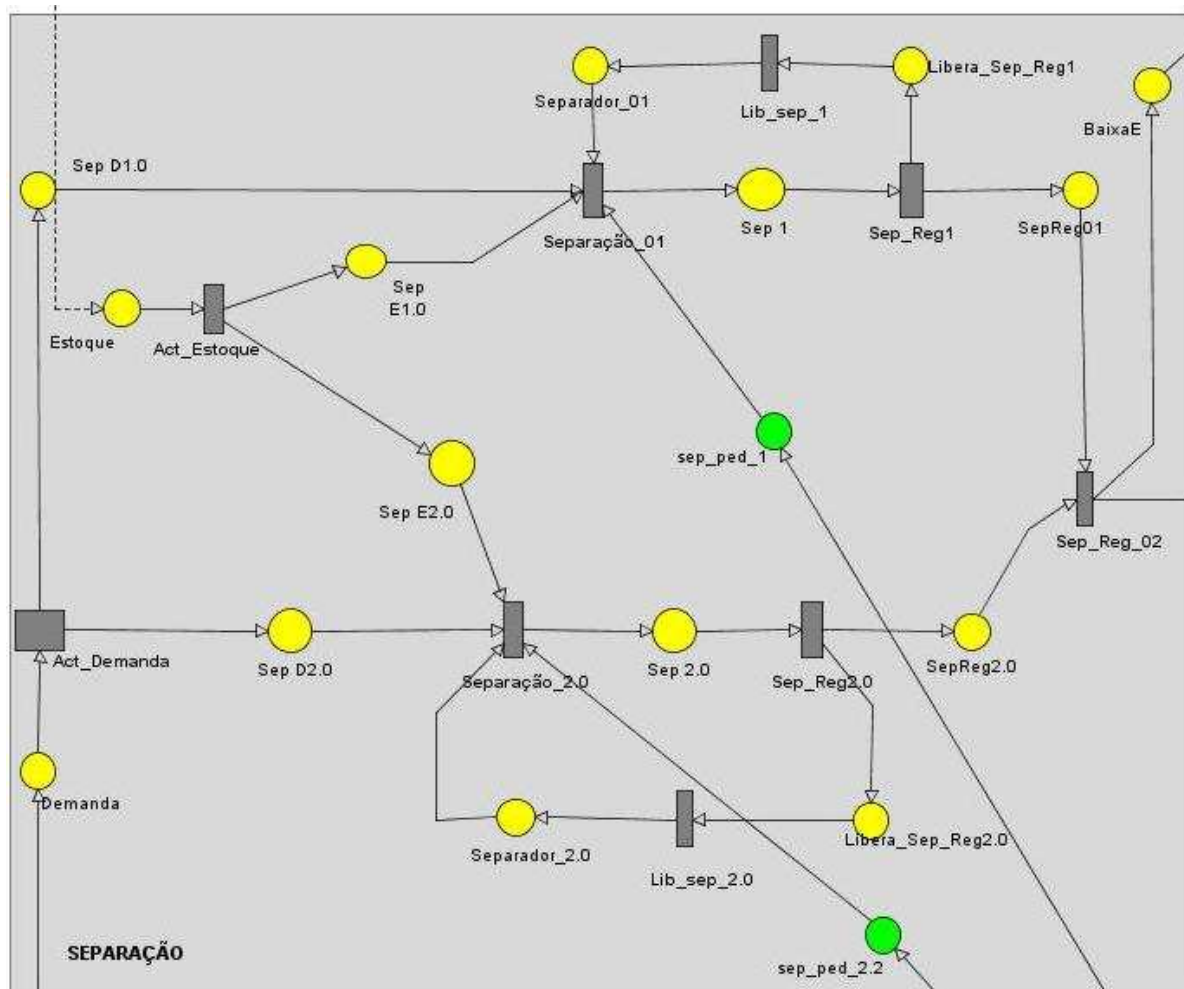 Libera_Sep_Reg1
Separador_01
Lib_sep_1
BaixaE
Sep D1.0
Separação_01
Sep 1
Sep_Reg1
SepReg01
Sep
E1.0
Estoque
Act_Estoque
sep_ped_1
Sep E2.0
Sep_Reg_02
Act_Demanda
Sep D2.0
Separação_2.0
Sep 2.0
Sep_Reg2.0
SepReg2.0
Demanda
Separador_2.0
Lib_sep_2.0
Libera_Sep_Reg2.0
SEPARAÇÃO
sep_ped_2.2